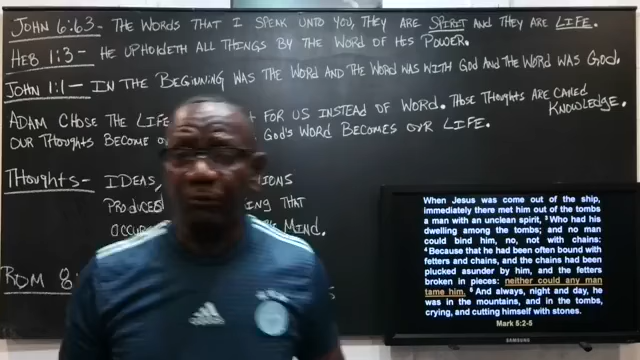 JOHN 6:63 - THE WORDS THAT I SPEAK UNTO YOU, THEY ARE SPIRIT AND THEY ARE LIFE.
HEB 1:3 - HE UPHOLDETH ALL THINGS BY THE WORD OF HIS POWER.
JOHN 1:1 - IN THE BEGINNING WAS THE WORD AND THE WORD WAS WITH GOD AND THE WORD WAS GOD.
ADAM CHOSE THE LIFE FOR US INSTEAD OF WORD. THOSE THOUGHTS ARE CALLED
KNOWLEDGE.
OUR THOUGHTS BECOME GOD'S WORD BECOMES OUR LIFE.
THOUGHTS - IDEAS,
PRODUCED THAT
MIND.
ROM 8:
adidas
When Jesus was come out of the ship,
immediately there met him out of the tombs
a man with an unclean spirit, 3 Who had his
dwelling among the tombs; and no man
could bind him, no, not with chains:
4 Because that he had been often bound with
fetters and chains, and the chains had been
plucked asunder by him, and the fetters
broken in pieces: neither could any man
tame him. 5 And always, night and day, he
was in the mountains, and in the tombs,
crying, and cutting himself with stones.
Mark 5:2-5
SAMSUNG